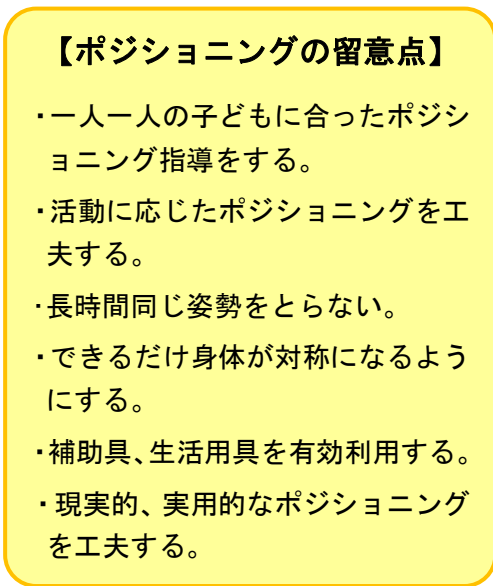 【ポジショニングの留意点】
・一人一人の子どもに合ったポジシ
ョニング指導をする。
・活動に応じたポジショニングを工
夫する。
・長時間同じ姿勢をとらない。
・できるだけ身体が対称になるよう
にする。
・補助具、生活用具を有効利用する。
・現実的、実用的なポジショニング
を工夫する。